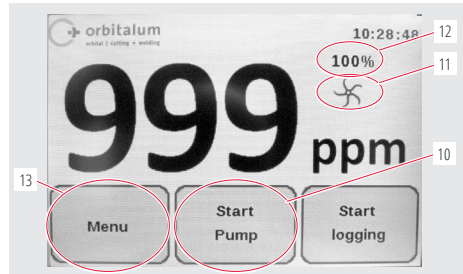 orbitalum
orbital | cutting + welding
10:28:48
12
100%
11
999
ppm
10
13
Menu
Start
Pump
Start
logging